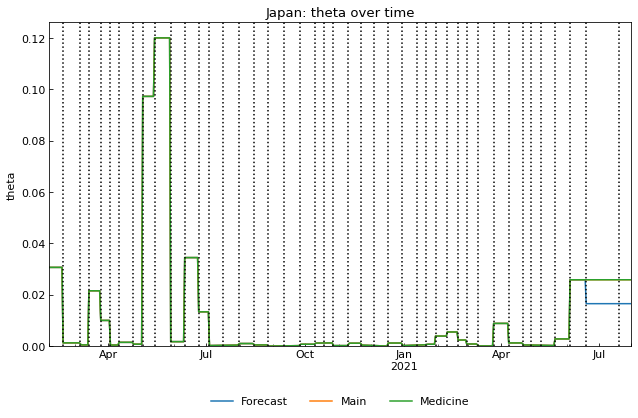 Japan: theta over time
theta
0.12
0.10
0.08
0.06
0.04
0.02
0.00
Apr Jul Oct Jan Apr Jul
2021
Forecast Main Medicine